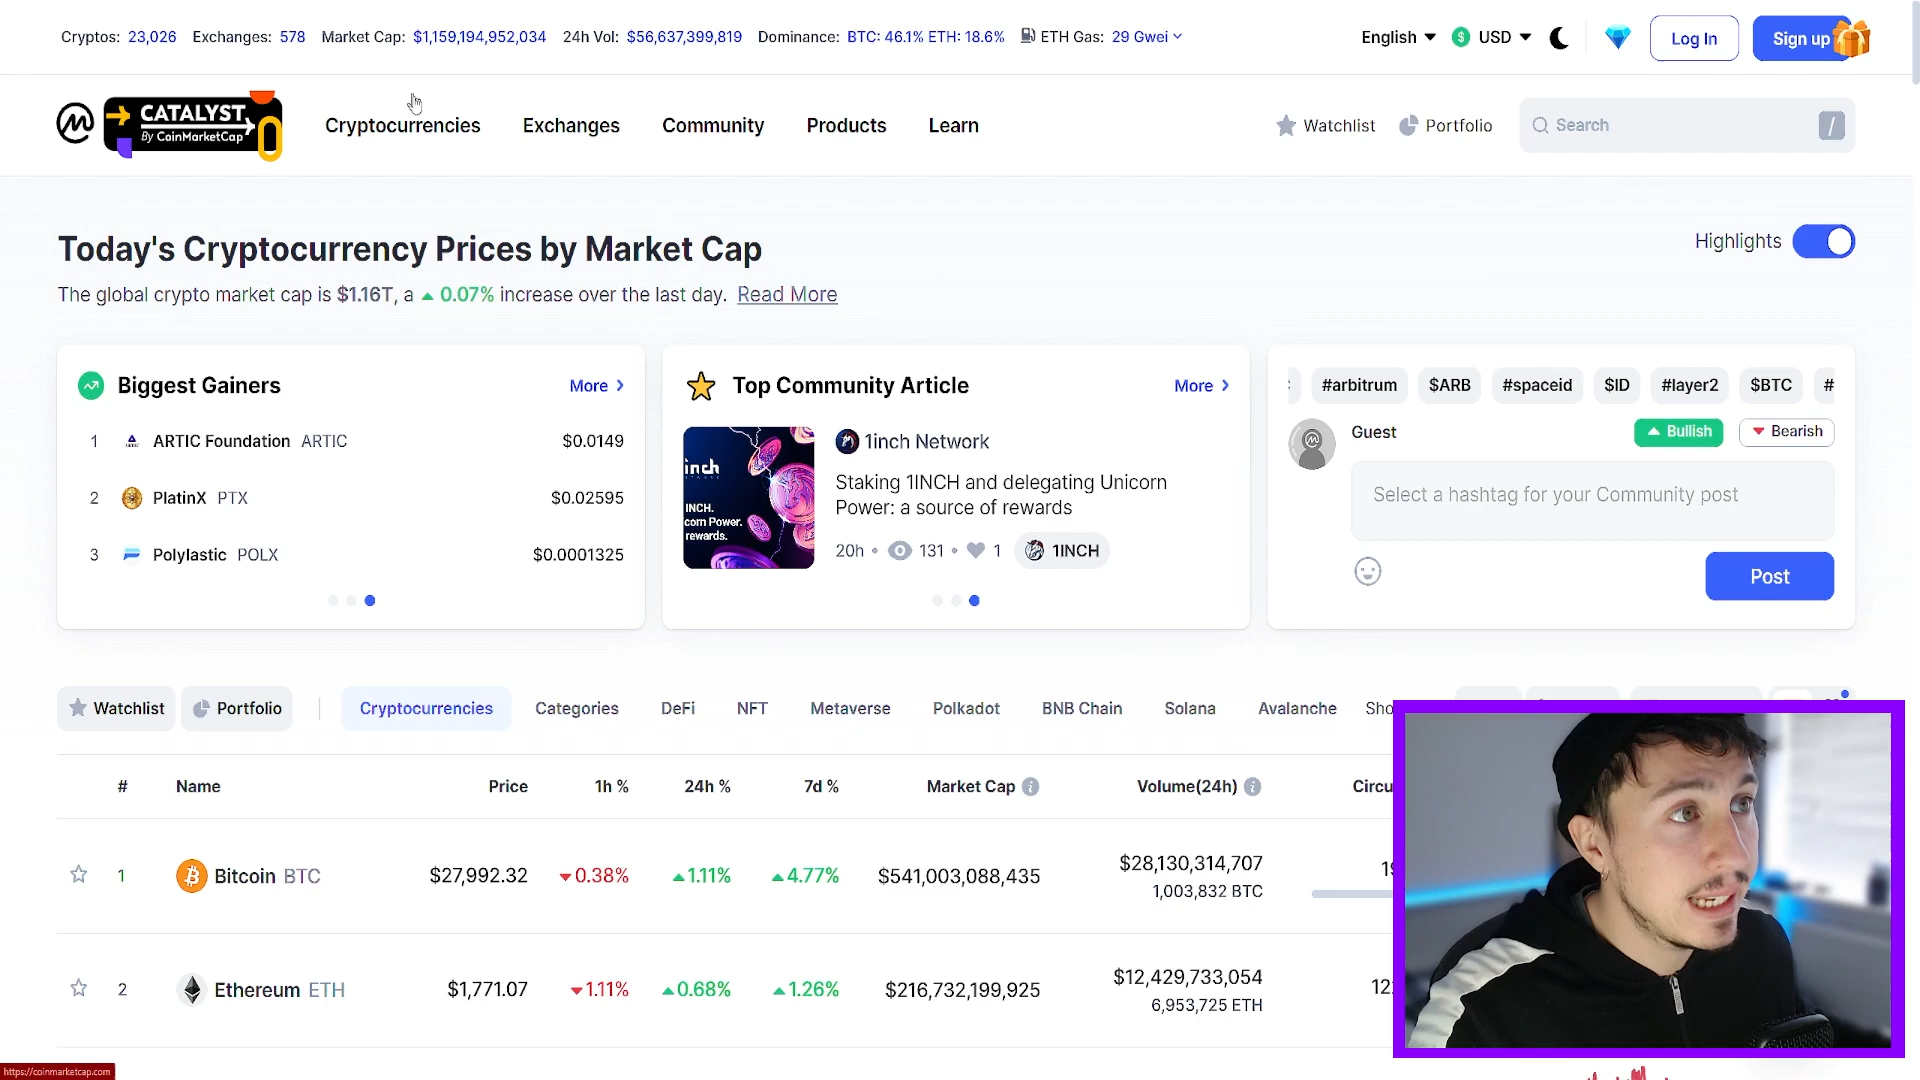 Cryptos: 23,026 Exchanges: 578 Market Cap: $1,159,194,952,034 24h Vol: $56,637,399,819 Dominance: BTC: 46.1% ETH: 18.6% ETH Gas: 29 Gwei
English USD Log In Sign up
CATALYST
By CoinMarketCap
Cryptocurrencies Exchanges Community Products Learn Watchlist Portfolio Search /
Today's Cryptocurrency Prices by Market Cap
Highlights
The global crypto market cap is $1.16T, a 0.07% increase over the last day. Read More
Biggest Gainers More
1 ARTIC Foundation ARTIC $0.0149
2 PlatinX PTX $0.02595
3 Polylastic POLX $0.0001325
Top Community Article More
inch
INCH.
corn Power.
rewards.
1inch Network
Staking 1INCH and delegating Unicorn
Power: a source of rewards
20h • 131 • 1 1INCH
#arbitrum $ARB #spaceid $ID #layer2 $BTC #
Guest Bullish Bearish
Select a hashtag for your Community post
Post
Watchlist Portfolio Cryptocurrencies Categories DeFi NFT Metaverse Polkadot BNB Chain Solana Avalanche Sho
# Name Price 1h % 24h % 7d % Market Cap Volume(24h) Circu
1 Bitcoin BTC $27,992.32 0.38% 1.11% 4.77% $541,003,088,435 $28,130,314,707 19
1,003,832 BTC
2 Ethereum ETH $1,771.07 1.11% 0.68% 1.26% $216,732,199,925 $12,429,733,054 12
6,953,725 ETH
https://coinmarketcap.com